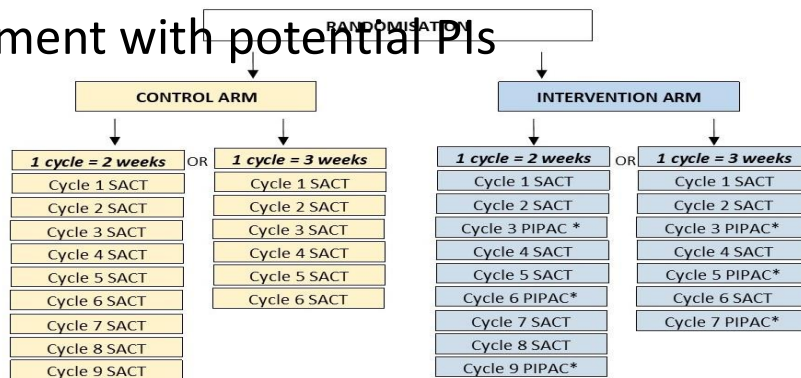 RANDOMISATION
ment with potential PIs
CONTROL ARM
INTERVENTION ARM
1 cycle = 2 weeks OR 1 cycle = 3 weeks
Cycle 1 SACT
Cycle 2 SACT
Cycle 3 SACT
Cycle 4 SACT
Cycle 5 SACT
Cycle 6 SACT
Cycle 7 SACT
Cycle 8 SACT
Cycle 9 SACT
Cycle 1 SACT
Cycle 2 SACT
Cycle 3 SACT
Cycle 4 SACT
Cycle 5 SACT
Cycle 6 SACT
1 cycle = 2 weeks OR 1 cycle = 3 weeks
Cycle 1 SACT
Cycle 2 SACT
Cycle 3 PIPAC *
Cycle 4 SACT
Cycle 5 SACT
Cycle 6 PIPAC*
Cycle 7 SACT
Cycle 8 SACT
Cycle 9 PIPAC*
Cycle 1 SACT
Cycle 2 SACT
Cycle 3 PIPAC*
Cycle 4 SACT
Cycle 5 PIPAC*
Cycle 6 SACT
Cycle 7 PIPAC*